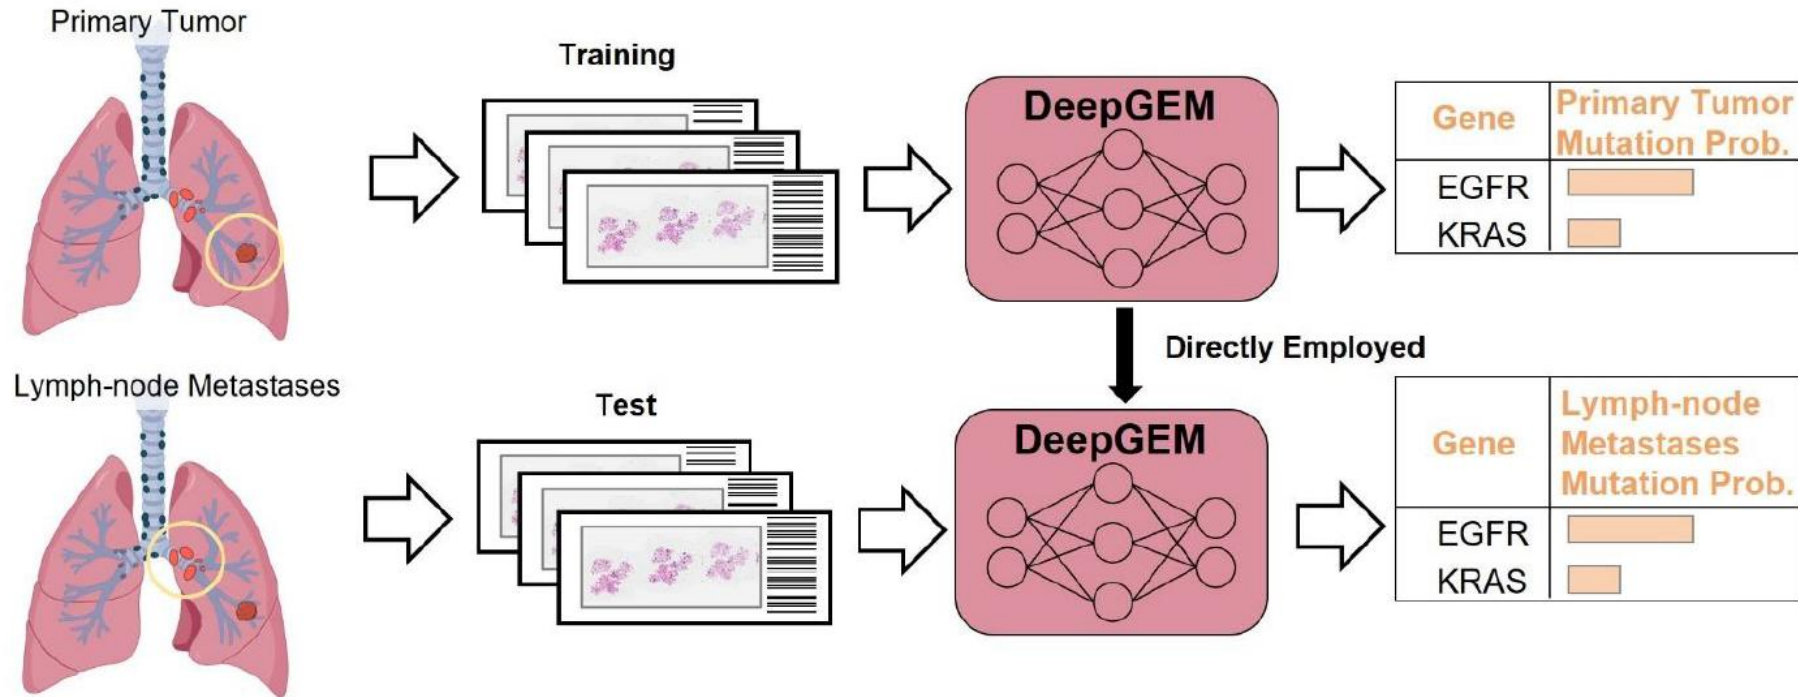 Primary Tumor
Training
DeepGEM
Gene
Primary Tumor
Mutation Prob.
EGFR
KRAS
Directly Employed
Lymph-node Metastases
Test
DeepGEM
Gene
Lymph-node
Metastases
Mutation Prob.
EGFR
KRAS